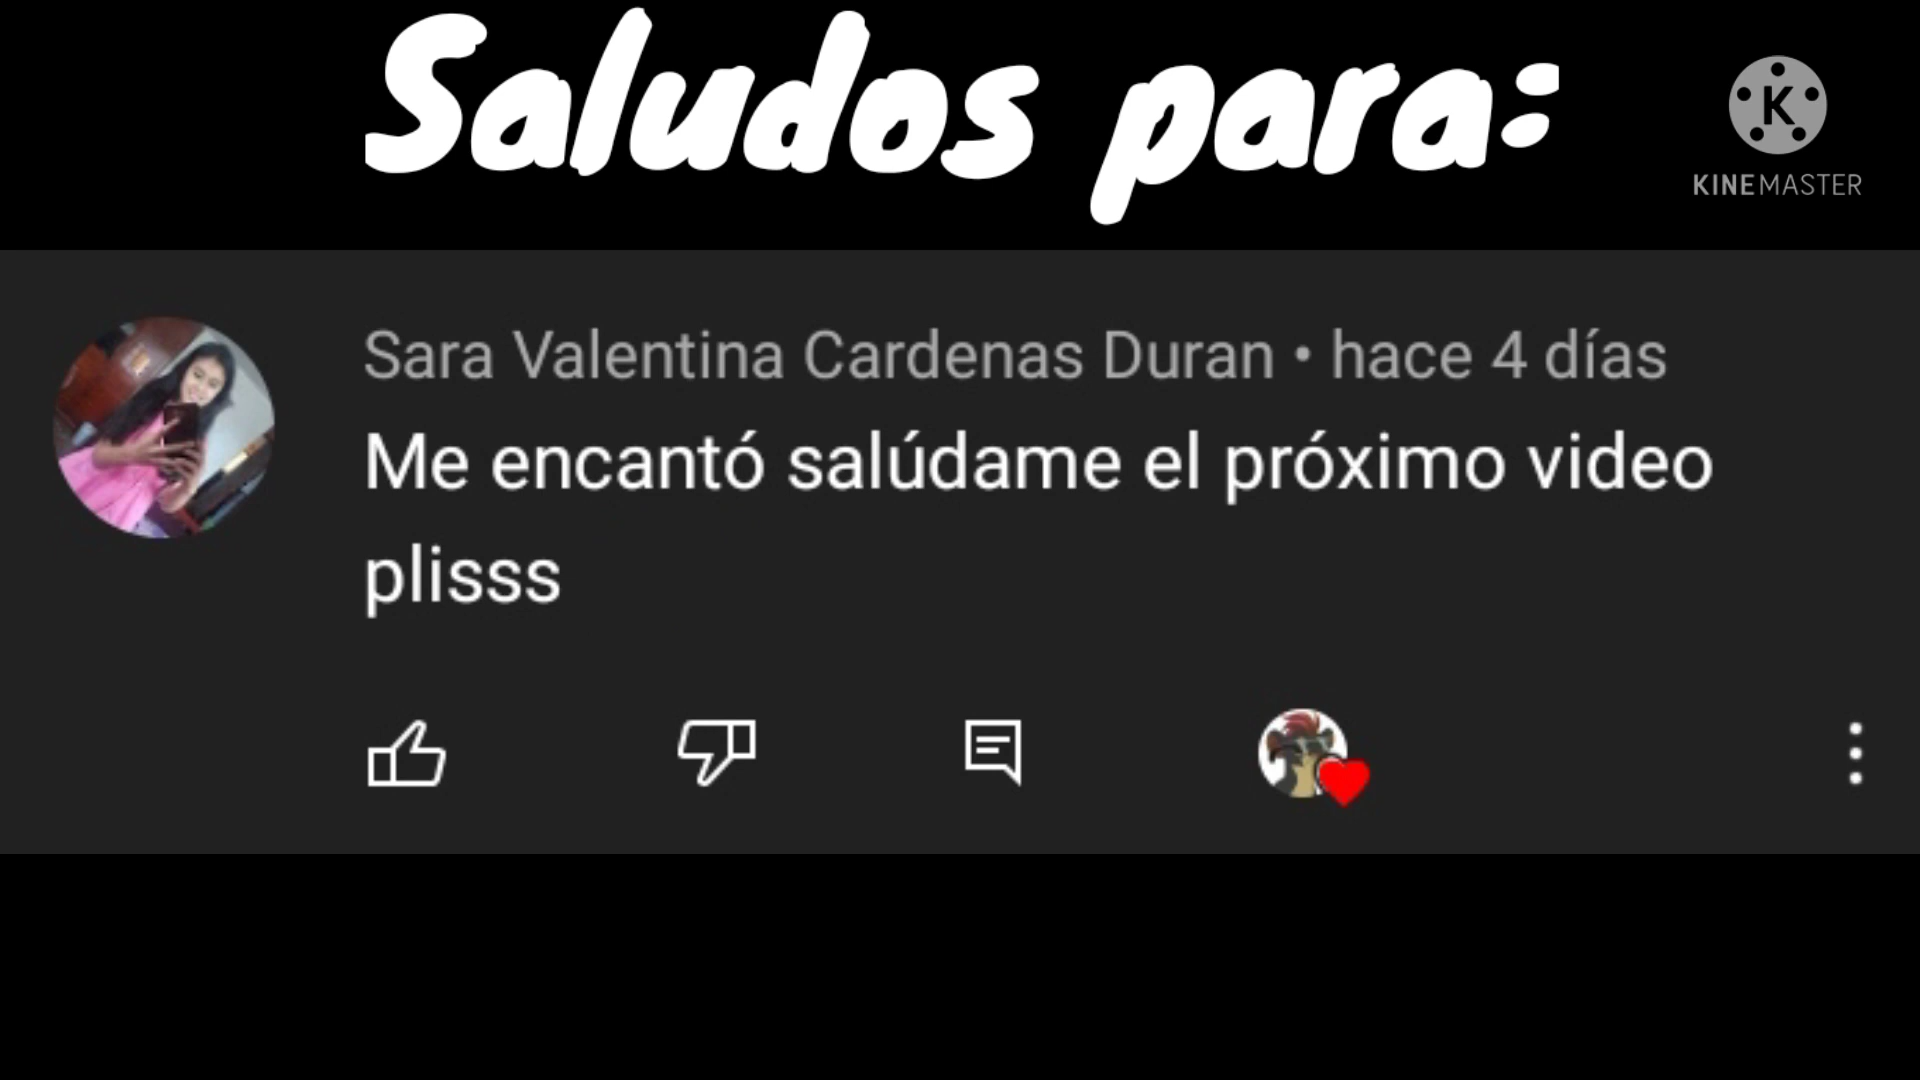 Saludos para:
K
KINEMASTER
Sara Valentina Cardenas Duran • hace 4 días
Me encantó salúdame el próximo video
plisss